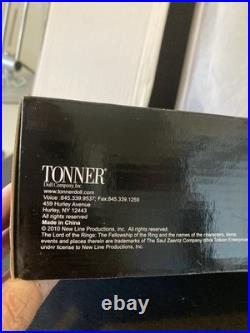 TONNER®
Doll Company, Inc.
www.tonnerdoll.com
Voice: 845.339.9537; Fax:845.339.1259
459 Hurley Avenue
Hurley, NY 12443
All rights reserved
Made in China
© 2010 New Line Productions, Inc.
All rights reserved
The Lord of the Rings: The Fellowship of the Ring and the names of the characters, items,
events and places therein are trademarks of The Saul Zaentz Company d/b/a Tolkien Enterprise
under license to New Line Productions, Inc.